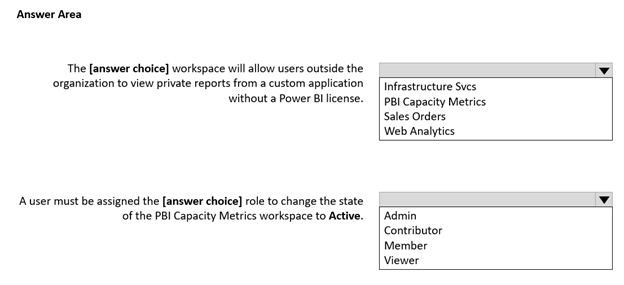 Answer Area
The [answer choice] workspace will allow users outside the
organization to view private reports from a custom application
without a Power BI license.
Infrastructure Svcs
PBI Capacity Metrics
Sales Orders
Web Analytics
A user must be assigned the [answer choice] role to change the state
of the PBI Capacity Metrics workspace to Active.
Admin
Contributor
Member
Viewer